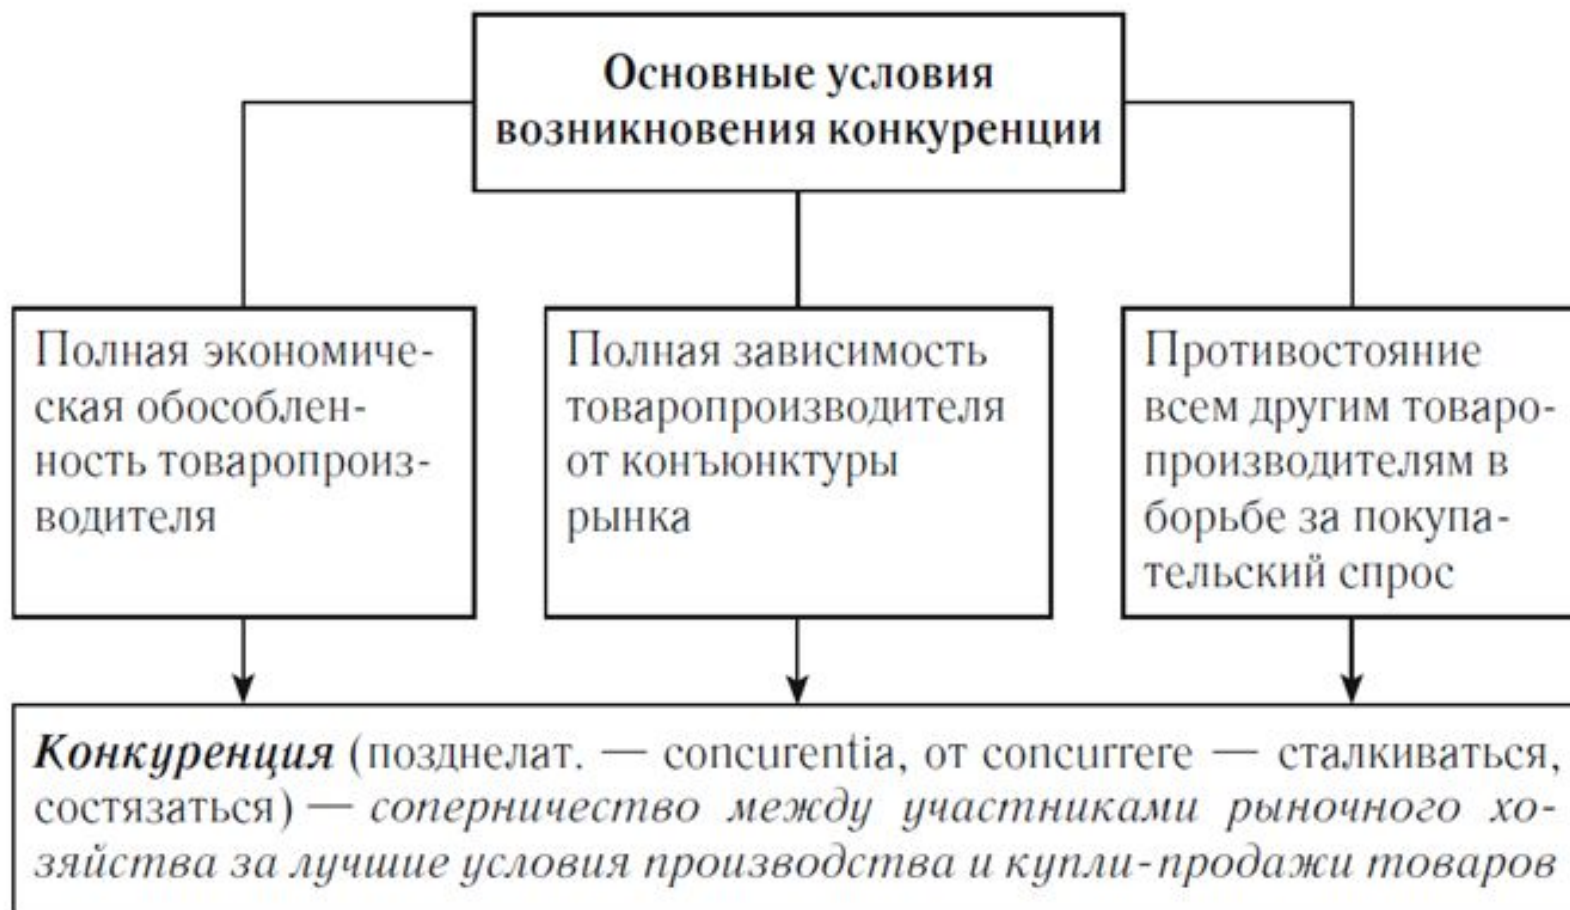 Основные условия
возникновения конкуренции
Полная экономиче-
ская обособлен-
ность товаропроиз-
водителя
Полная зависимость
товаропроизводителя
от конъюнктуры
рынка
Противостояние
всем другим товаро-
производителям в
борьбе за покупа-
тельский спрос
Конкуренция (позднелат. — concurentia, от concurrere — сталкиваться,
состязаться) — соперничество между участниками рыночного хо-
зяйства за лучшие условия производства и купли-продажи товаров